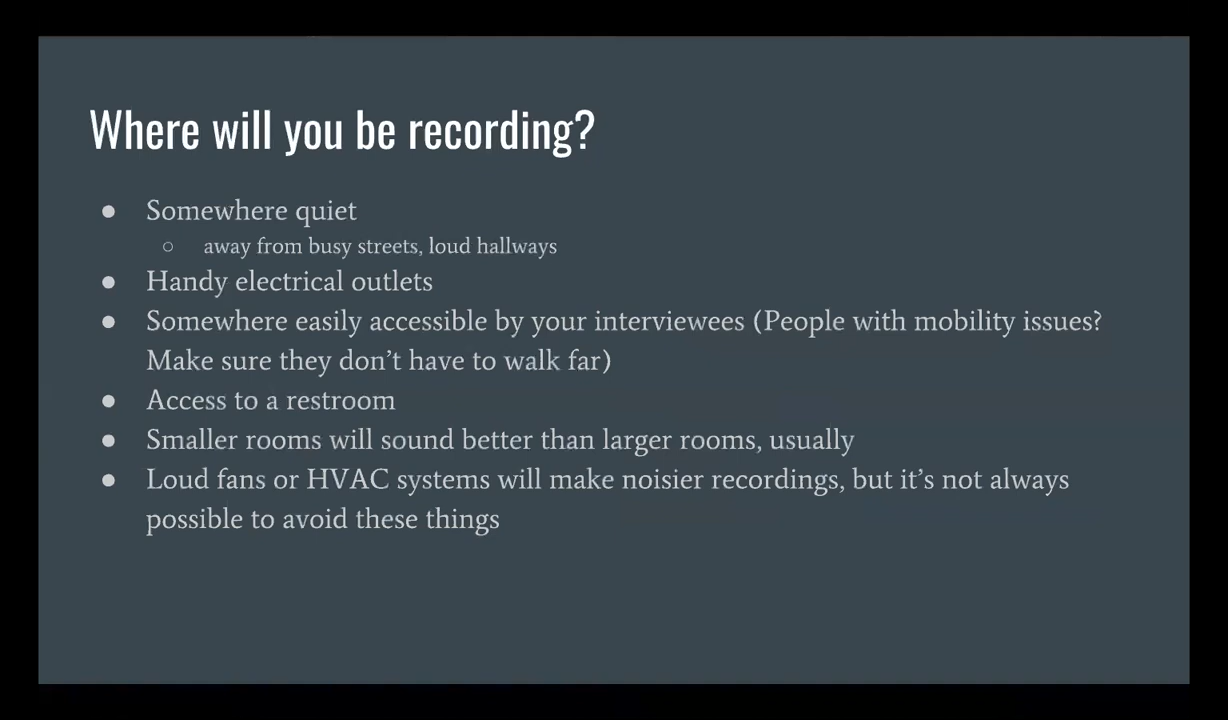 Where will you be recording?
● Somewhere quiet
○ away from busy streets, loud hallways
● Handy electrical outlets
● Somewhere easily accessible by your interviewees (People with mobility issues?
Make sure they don’t have to walk far)
● Access to a restroom
● Smaller rooms will sound better than larger rooms, usually
● Loud fans or HVAC systems will make noisier recordings, but it’s not always
possible to avoid these things